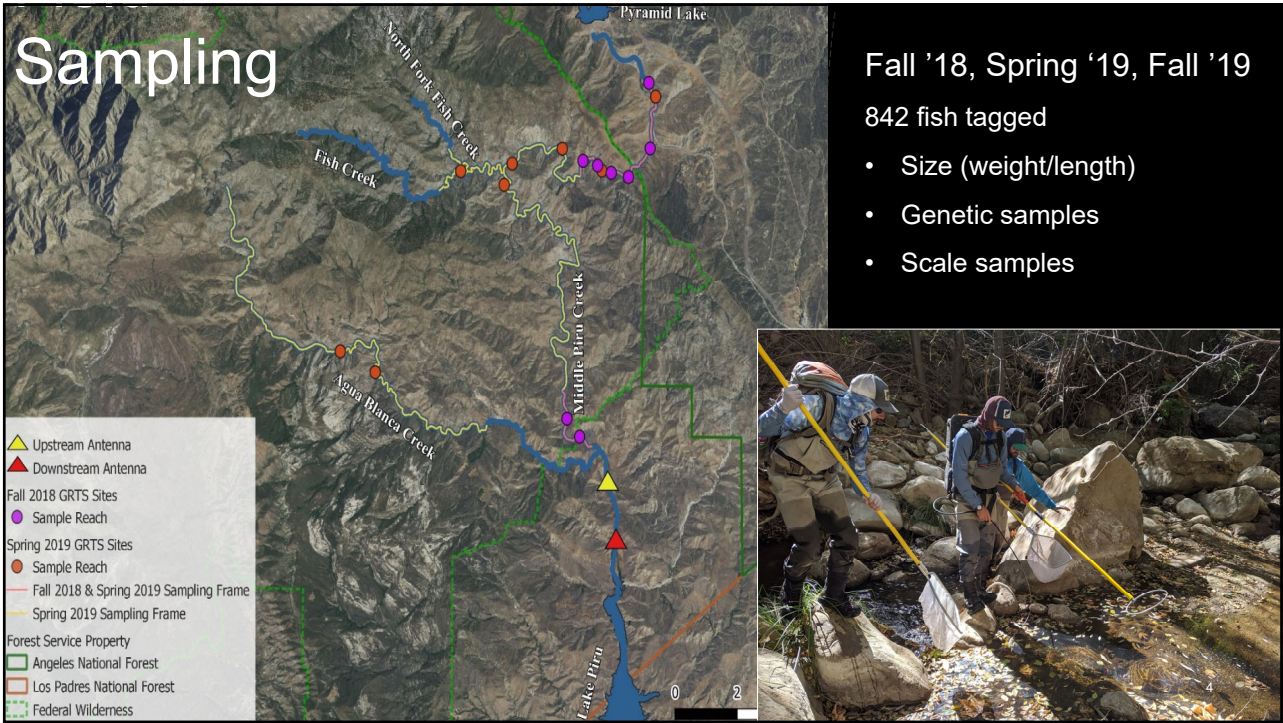 Sampling
Pyramid Lake
North Fork Fish Creek
Fish Creek
Middle Piru Creek
Agua Blanca Creek
Lake Piru
0 2
Upstream Antenna
Downstream Antenna
Fall 2018 GRTS Sites
Sample Reach
Spring 2019 GRTS Sites
Sample Reach
Fall 2018 & Spring 2019 Sampling Frame
Spring 2019 Sampling Frame
Forest Service Property
Angeles National Forest
Los Padres National Forest
Federal Wilderness
Fall ’18, Spring ‘19, Fall ’19
842 fish tagged
• Size (weight/length)
• Genetic samples
• Scale samples
4